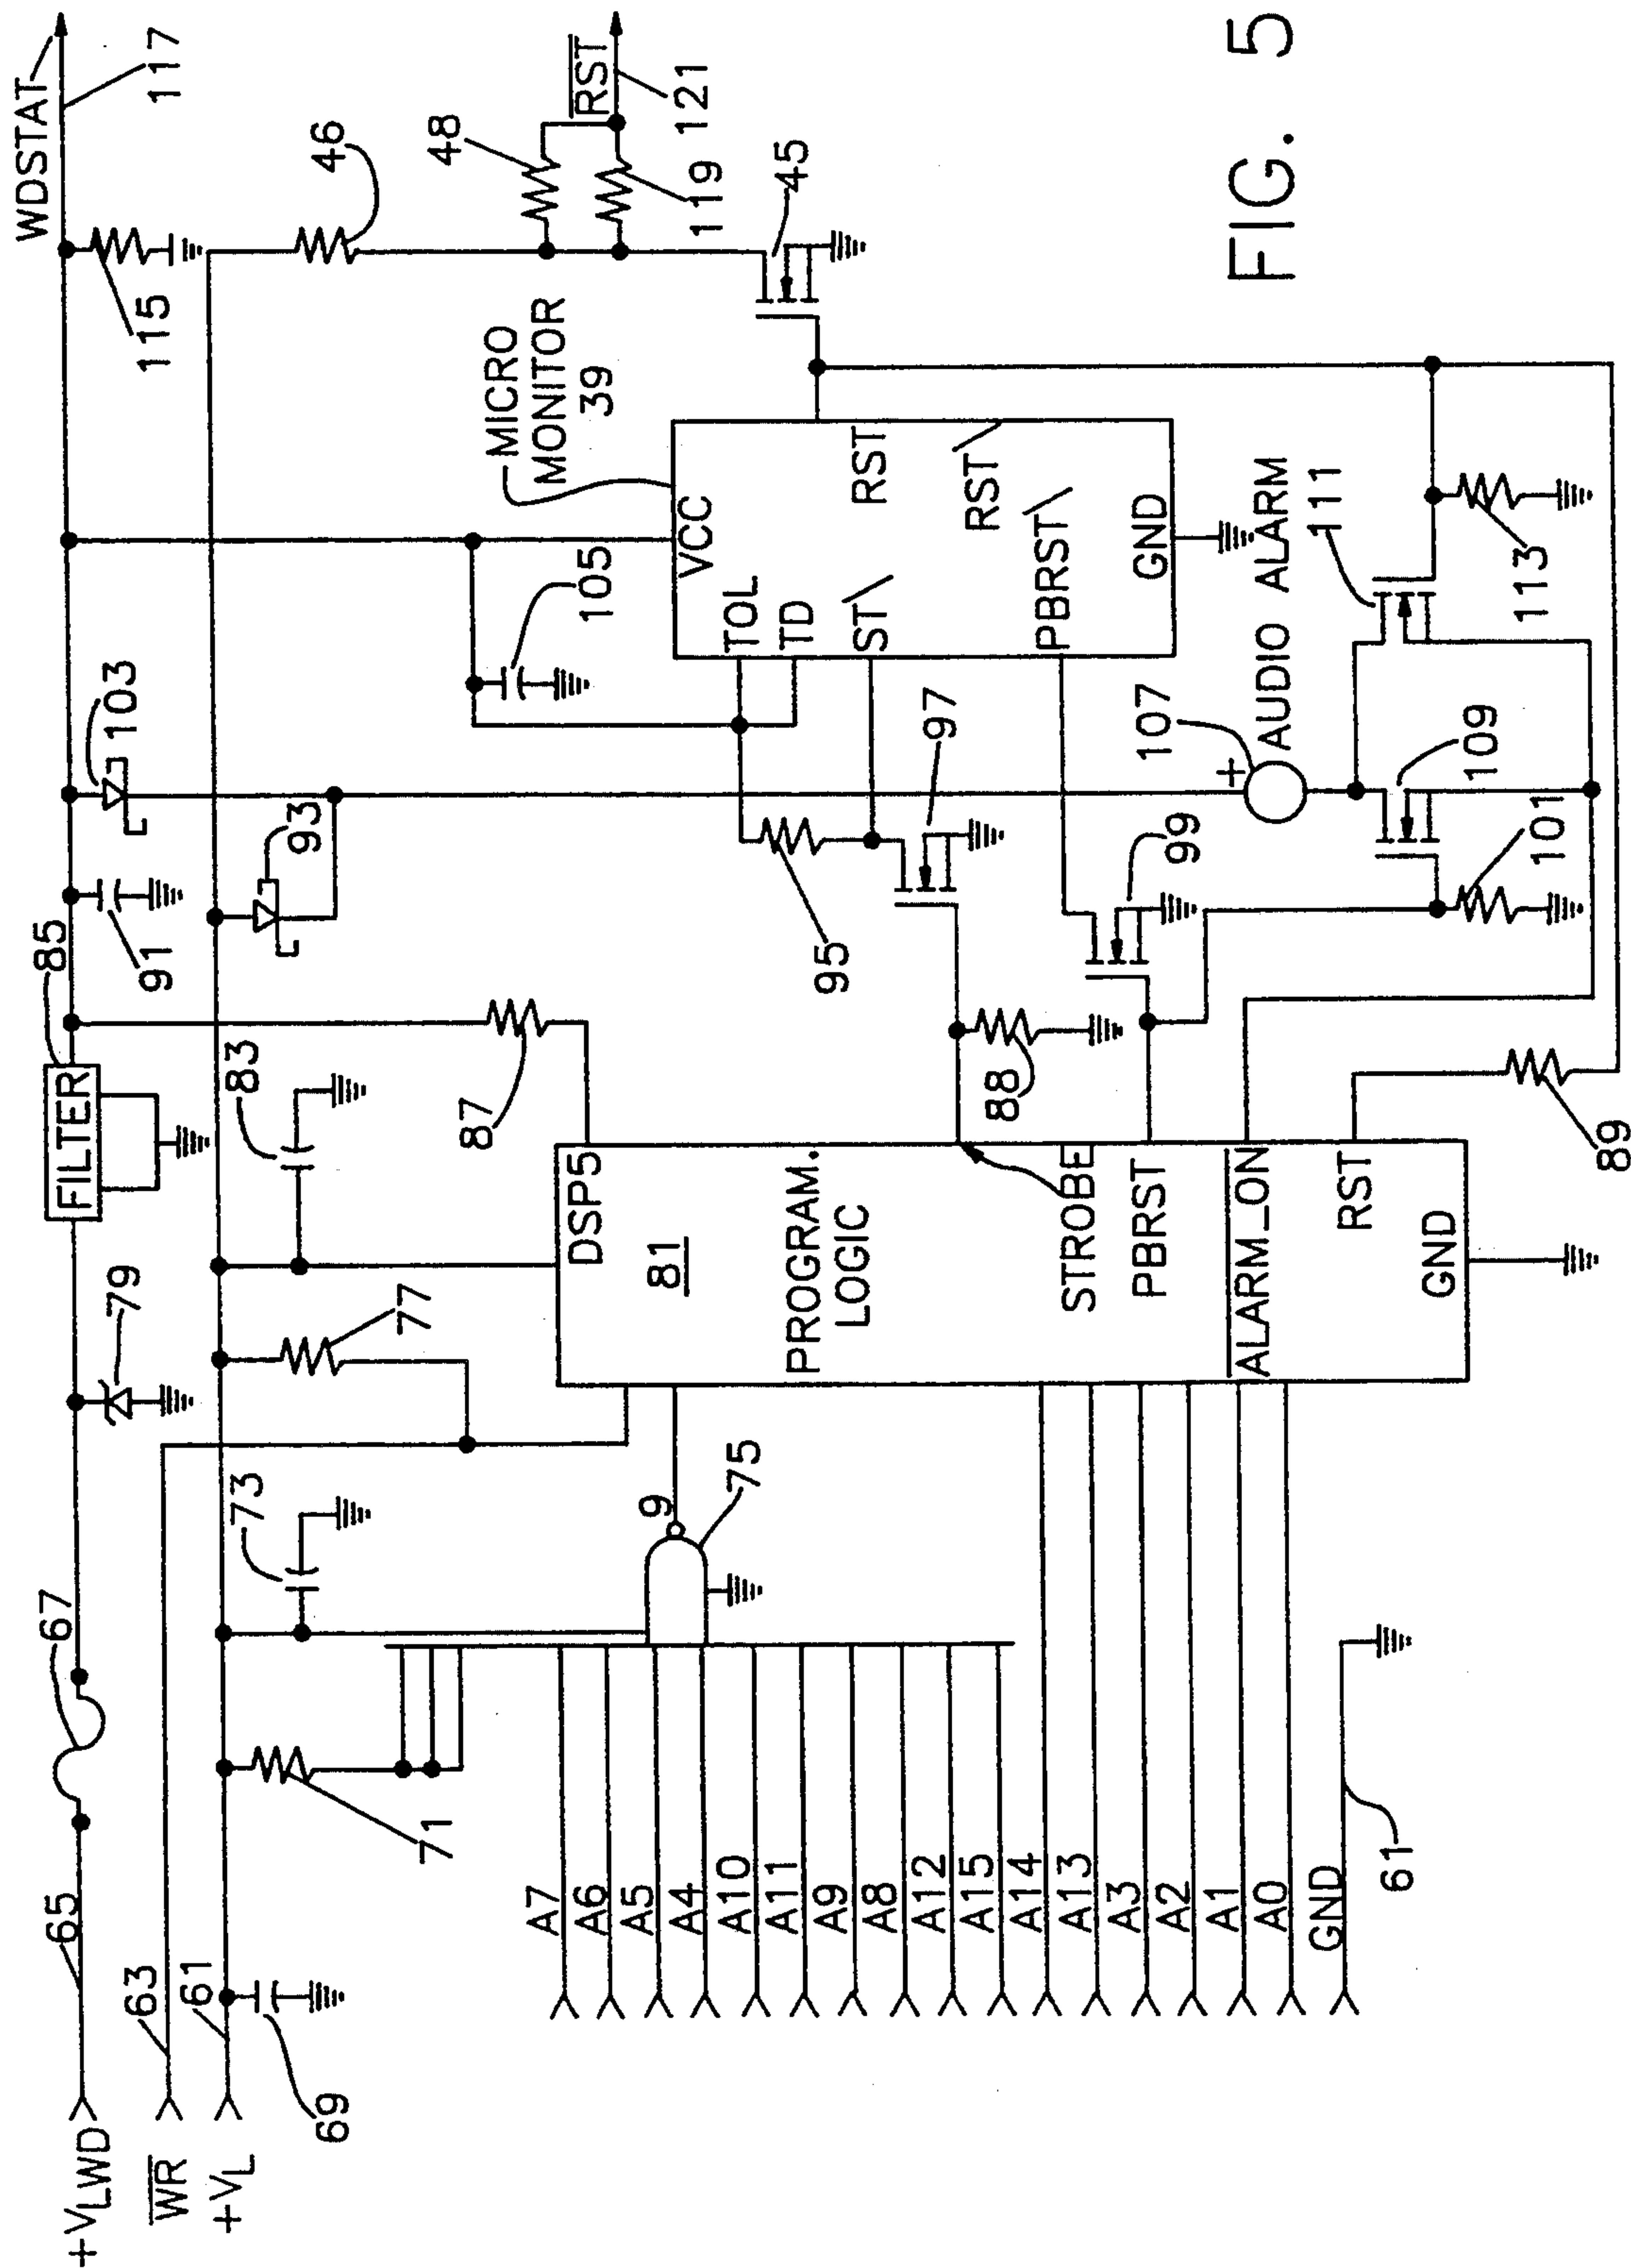 +VLWD
65
67
79
FILTER
85
91
103
115
WDSTAT
117
WR
63
+VL
61
69
71
73
75
9
77
83
87
93
105
46
48
119
RST
121
45
MICRO
MONITOR
39
VCC
TOL
TD
ST\
PBRST\
RST
RST\
GND
95
97
99
101
107
AUDIO ALARM
109
111
113
DSP5
81
PROGRAM.
LOGIC
STROBE
PBRST
ALARM_ON
RST
GND
88
89
A7
A6
A5
A4
A10
A11
A9
A8
A12
A15
A14
A13
A3
A2
A1
A0
GND
61
FIG. 5